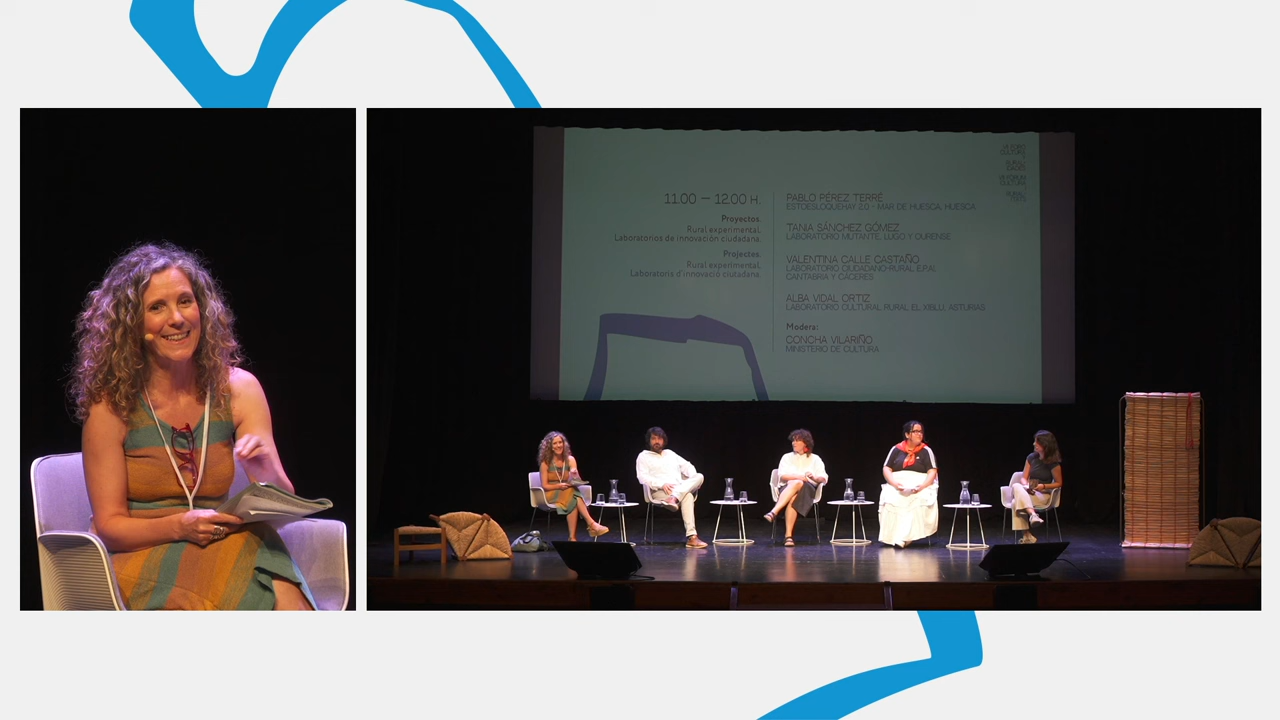 11.00 — 12.00 H.
Proyectos.
Rural experimental.
Laboratorios de innovación ciudadana.
Projectes.
Rural experimental.
Laboratoris d'innovació ciutadana.
PABLO PÉREZ TERRÉ
ESTOESLOQUEHAY 2.0 - MAR DE HUESCA, HUESCA
TANIA SÁNCHEZ GÓMEZ
LABORATORIO MUTANTE, LUGO Y OURENSE
VALENTINA CALLE CASTAÑO
LABORATORIO CIUDADANO-RURAL E.P.A!,
CANTABRIA Y CÁCERES
ALBA VIDAL ORTIZ
LABORATORIO CULTURAL RURAL EL XIBLU, ASTURIAS
Modera:
CONCHA VILARIÑO
MINISTERIO DE CULTURA